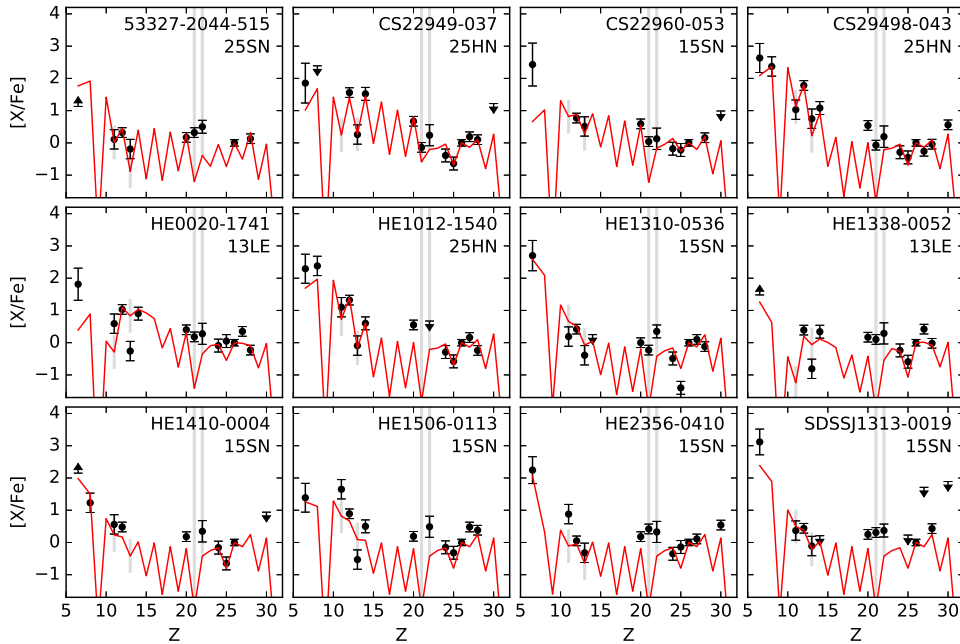 53327-2044-515
25SN
CS22949-037
25HN
CS22960-053
15SN
CS29498-043
25HN
[X/Fe]
4
3
2
1
0
−1
HE0020-1741
13LE
HE1012-1540
25HN
HE1310-0536
15SN
HE1338-0052
13LE
[X/Fe]
4
3
2
1
0
−1
HE1410-0004
15SN
HE1506-0113
15SN
HE2356-0410
15SN
SDSSJ1313-0019
15SN
[X/Fe]
4
3
2
1
0
−1
5 10 15 20 25 30 5 10 15 20 25 30 5 10 15 20 25 30 5 10 15 20 25 30
Z Z Z Z